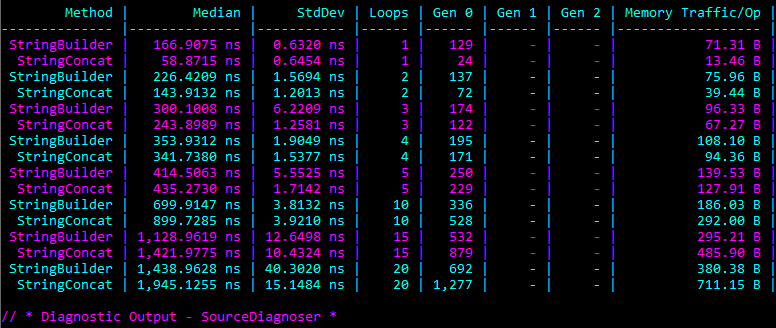 Method | Median | StdDev | Loops | Gen 0 | Gen 1 | Gen 2 | Memory Traffic/Op |
-------------- |-------------- |----------- |------ |------ |------ |------ |------------------ |
StringBuilder | 166.9075 ns | 0.6320 ns | 1 | 129 | - | - | 71.31 B |
StringConcat | 58.8715 ns | 0.6454 ns | 1 | 24 | - | - | 13.46 B |
StringBuilder | 226.4209 ns | 1.5694 ns | 2 | 137 | - | - | 75.96 B |
StringConcat | 143.9132 ns | 1.2013 ns | 2 | 72 | - | - | 39.44 B |
StringBuilder | 300.1008 ns | 6.2209 ns | 3 | 174 | - | - | 96.33 B |
StringConcat | 243.8989 ns | 1.2581 ns | 3 | 122 | - | - | 67.27 B |
StringBuilder | 353.9312 ns | 1.9049 ns | 4 | 195 | - | - | 108.10 B |
StringConcat | 341.7380 ns | 1.5377 ns | 4 | 171 | - | - | 94.36 B |
StringBuilder | 414.5063 ns | 5.5525 ns | 5 | 250 | - | - | 139.53 B |
StringConcat | 435.2730 ns | 1.7142 ns | 5 | 229 | - | - | 127.91 B |
StringBuilder | 699.9147 ns | 3.8132 ns | 10 | 336 | - | - | 186.03 B |
StringConcat | 899.7285 ns | 3.9210 ns | 10 | 528 | - | - | 292.00 B |
StringBuilder | 1,128.9619 ns | 12.6498 ns | 15 | 532 | - | - | 295.21 B |
StringConcat | 1,421.9775 ns | 10.4324 ns | 15 | 879 | - | - | 485.90 B |
StringBuilder | 1,438.9628 ns | 40.3020 ns | 20 | 692 | - | - | 380.38 B |
StringConcat | 1,945.1255 ns | 15.1484 ns | 20 | 1,277 | - | - | 711.15 B |
// * Diagnostic Output - SourceDiagnoser *